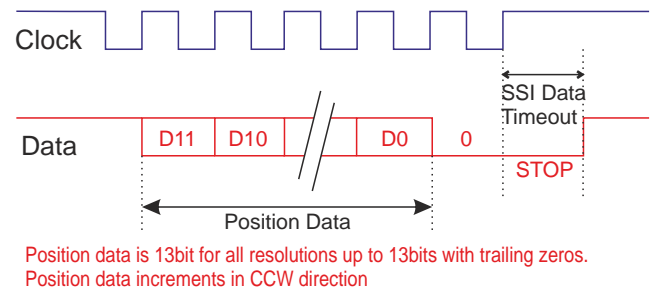 Clock
SSI Data
Timeout
Data
D11
D10
D0
0
STOP
Position Data
Position data is 13bit for all resolutions up to 13bits with trailing zeros.
Position data increments in CCW direction